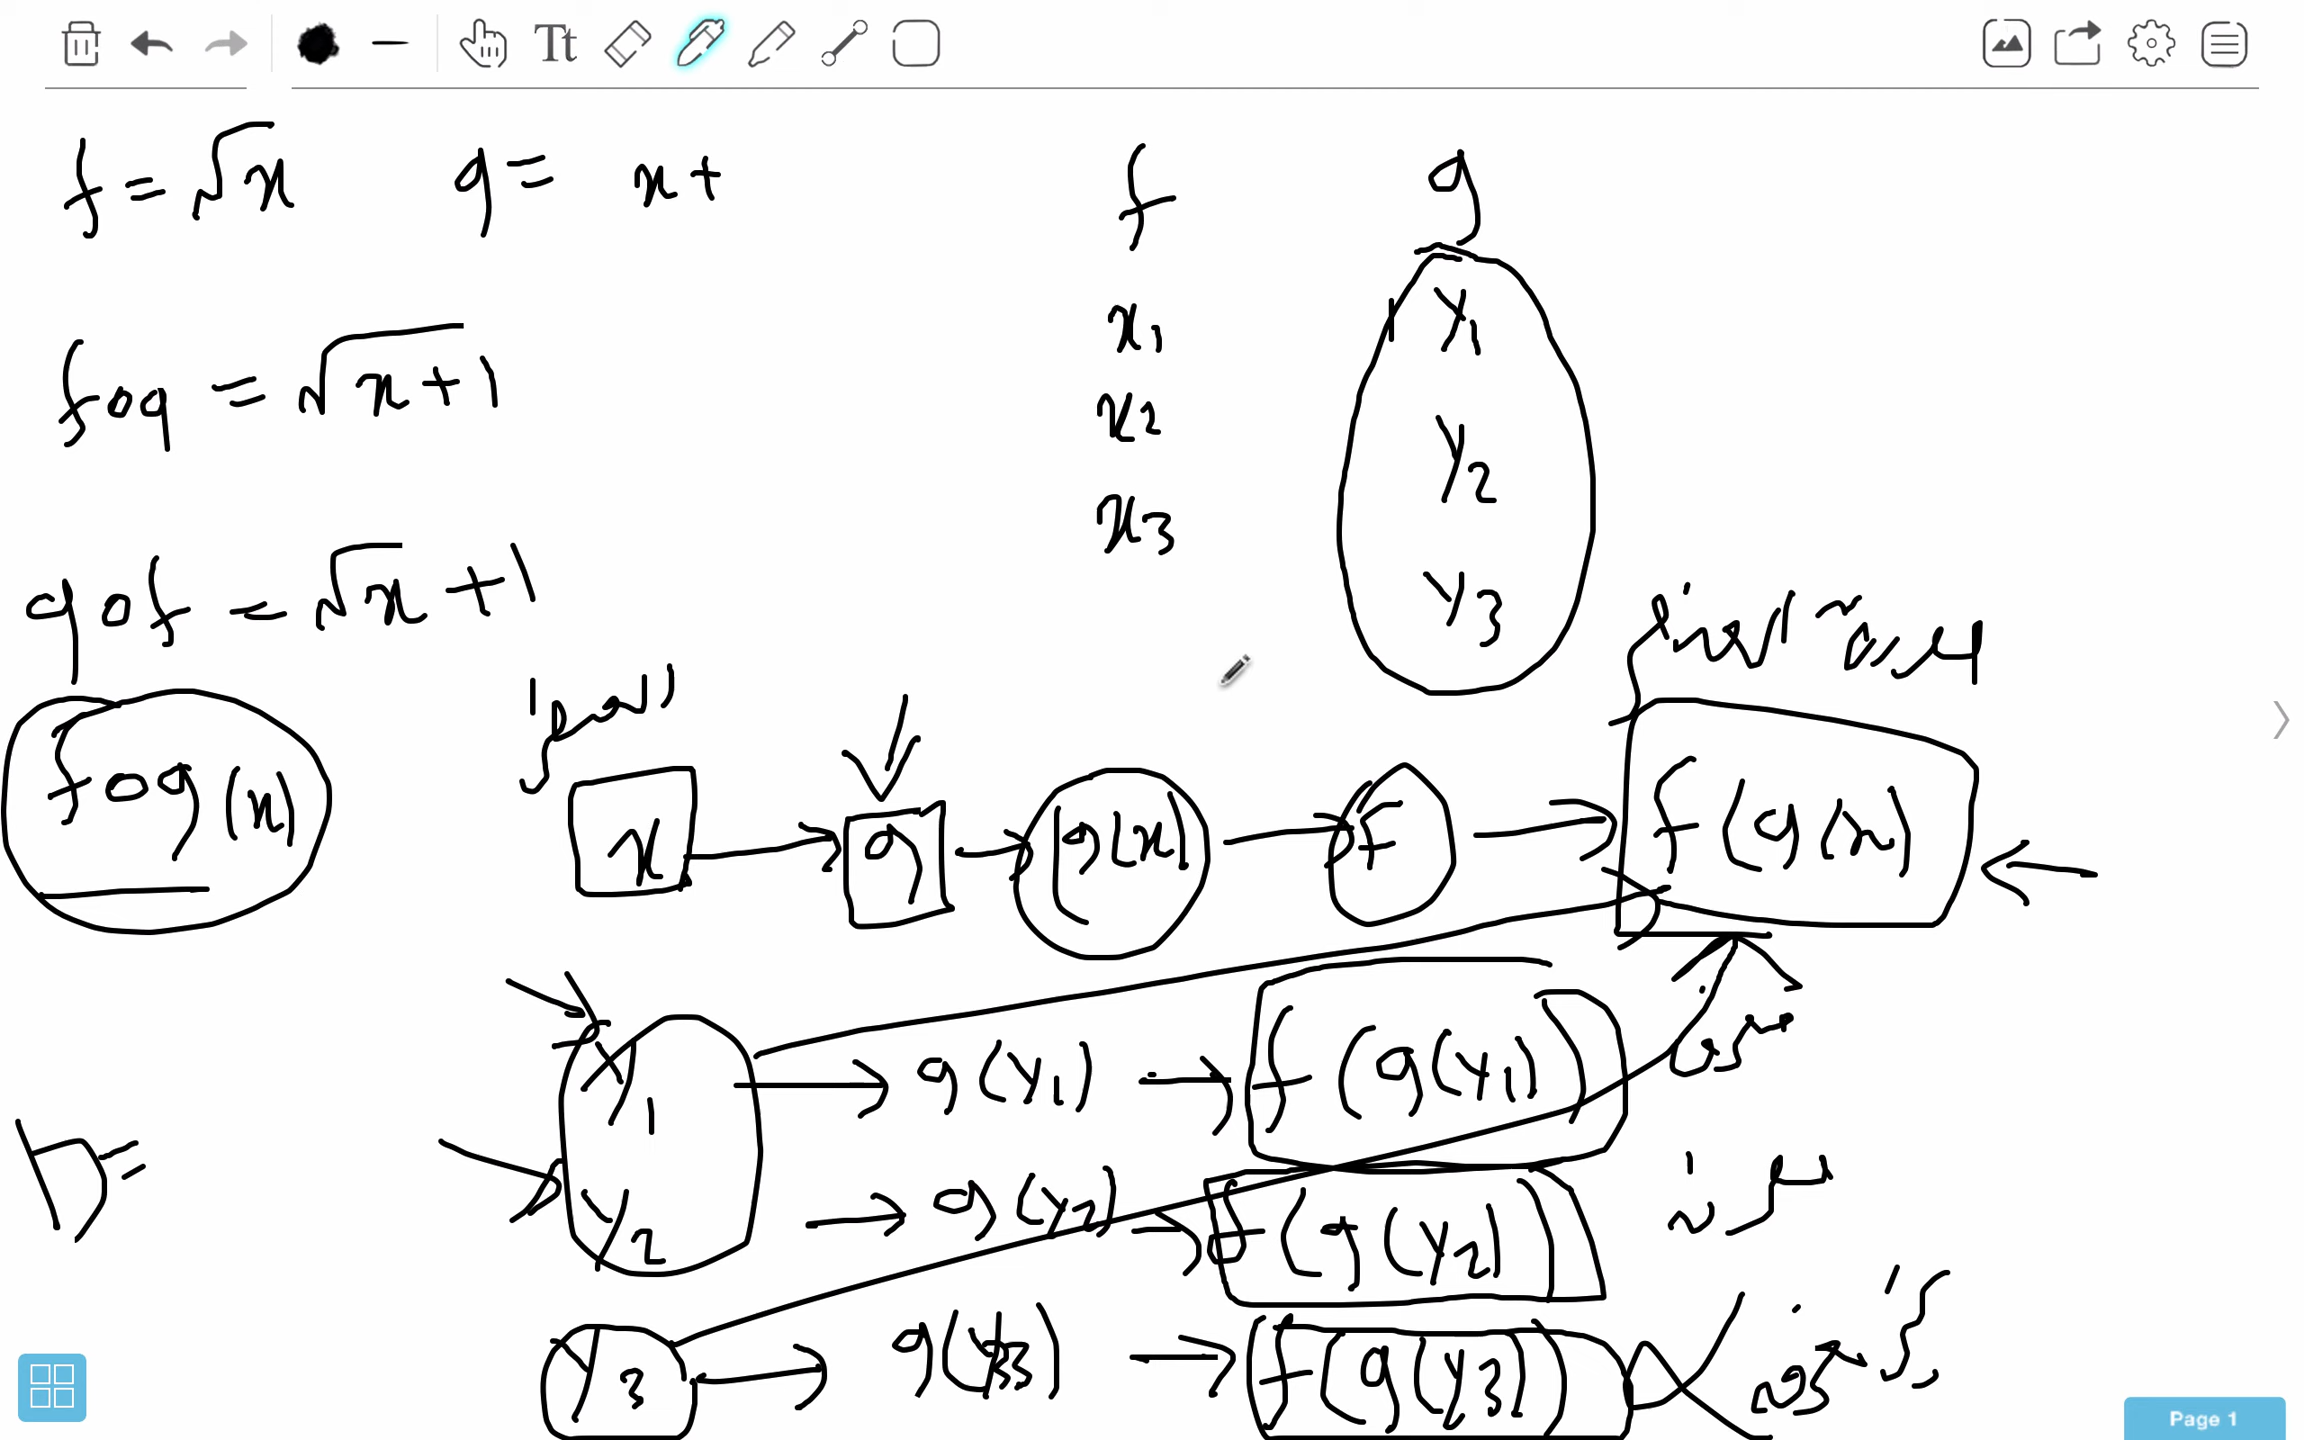 Tt
f = √x g = x+
f g
x1 Y1
fog = √x+1
x2 Y2
x3 Y3
gof = √x +1
fog(x)
x g g(x) f f(g(x)
Y1 g(Y1) f(g(Y1))
D=
Y2 g(Y2) f(g(Y2))
Y3 g(Y3) f(g(Y3))
Page 1